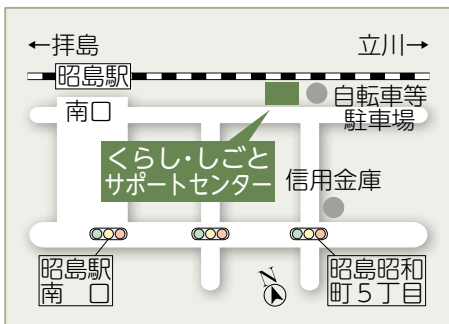 ←拝島
立川→
昭島駅
南口
自転車等
駐車場
くらし・しごと
サポートセンター
信用金庫
昭島駅
南口
昭島昭和
町5丁目
N